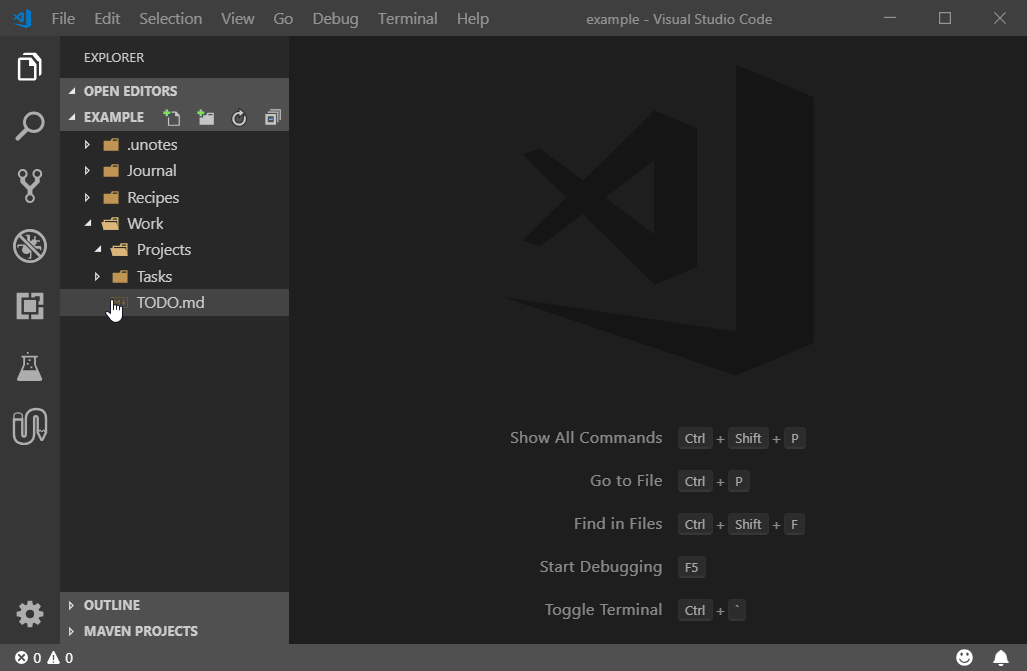 File Edit Selection View Go Debug Terminal Help example - Visual Studio Code
EXPLORER
OPEN EDITORS
EXAMPLE
.unotes
Journal
Recipes
Work
Projects
Tasks
TODO.md
Show All Commands Ctrl + Shift + P
Go to File Ctrl + P
Find in Files Ctrl + Shift + F
Start Debugging F5
Toggle Terminal Ctrl + `
OUTLINE
MAVEN PROJECTS
0 0